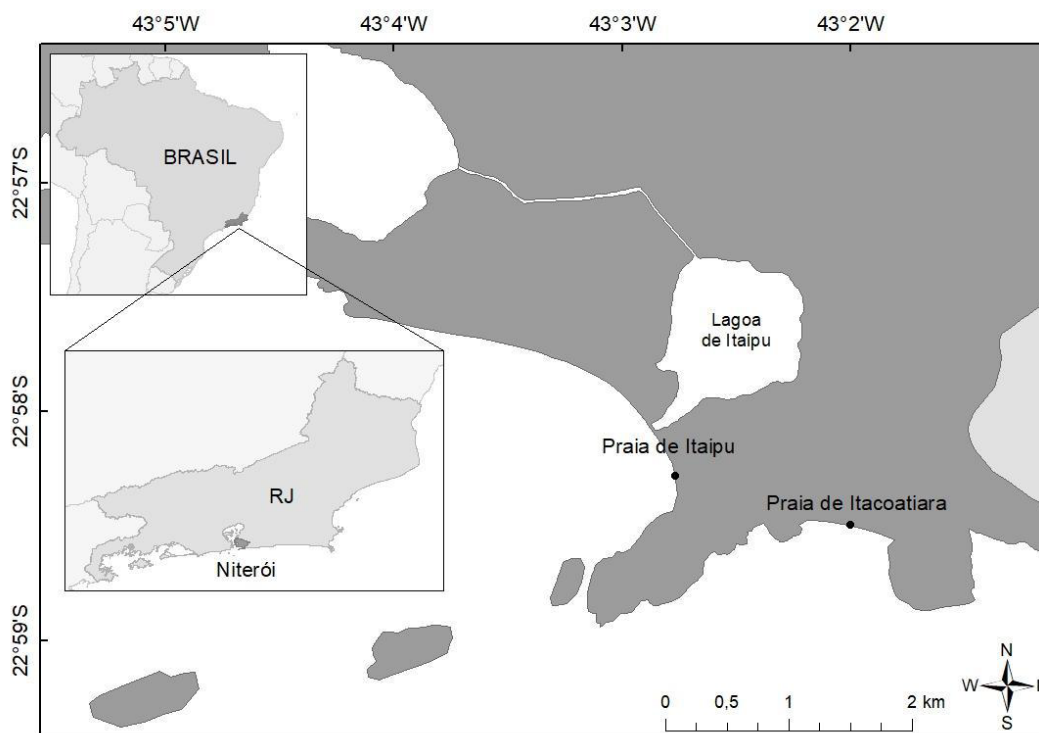 43°5'W
43°4'W
43°3'W
43°2'W
22°57'S
22°58'S
22°59'S
BRASIL
RJ
Niterói
Lagoa
de Itaipu
Praia de Itaipu
Praia de Itacoatiara
0 0,5 1 2 km
N
W
S